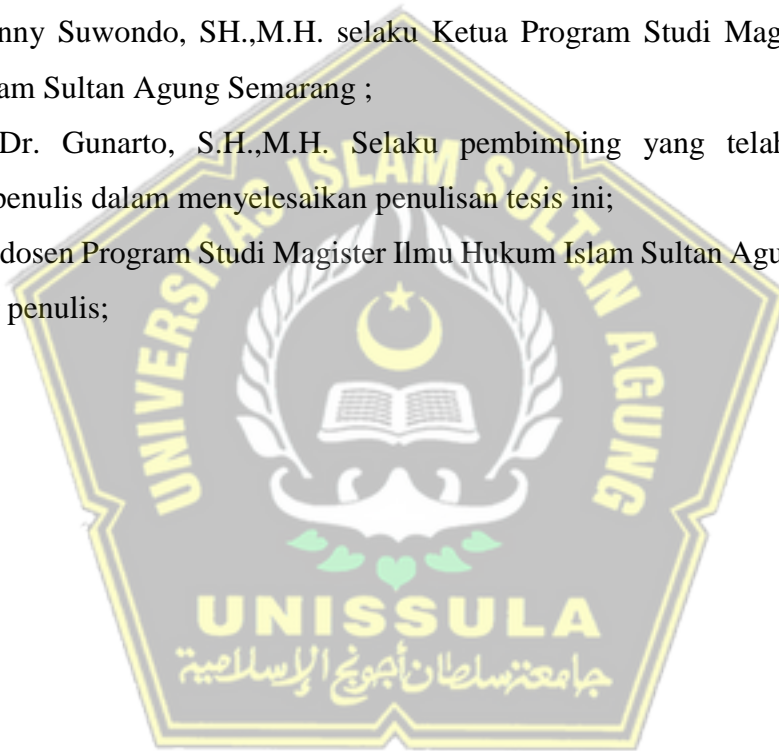 nny Suwondo, SH.,M.H. selaku Ketua Program Studi Mag
am Sultan Agung Semarang ;
Dr. Gunarto, S.H.,M.H. Selaku pembimbing yang telah
penulis dalam menyelesaikan penulisan tesis ini;
dosen Program Studi Magister Ilmu Hukum Islam Sultan Agu
penulis;
UNIVERSITAS ISLAM SULTAN AGUNG
UNISSULA
جامعة سلطان أجونج الإسلامية